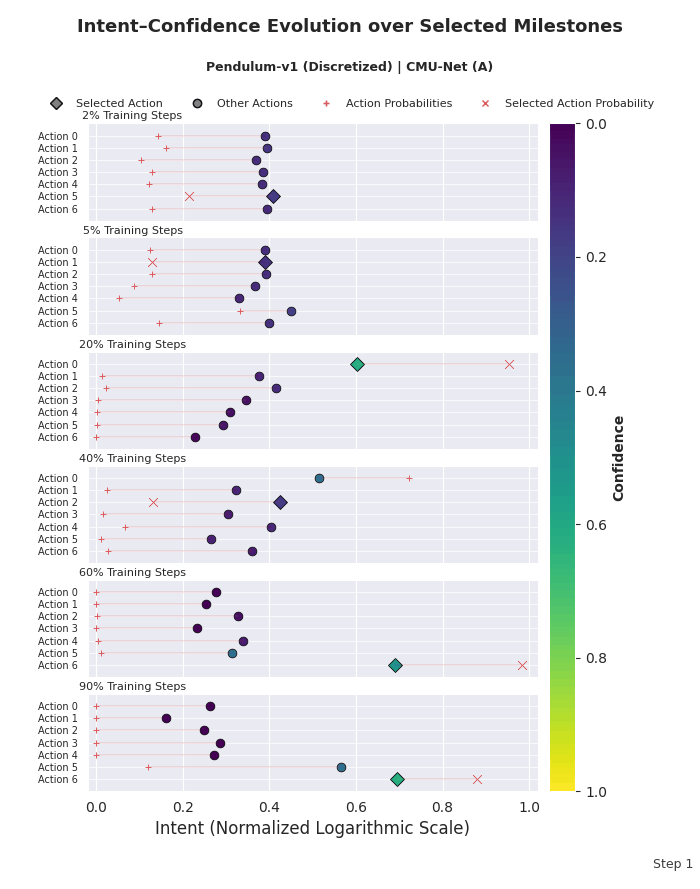 Intent–Confidence Evolution over Selected Milestones
Pendulum-v1 (Discretized) | CMU-Net (A)
Selected Action Other Actions Action Probabilities Selected Action Probability
2% Training Steps
Action 0
Action 1
Action 2
Action 3
Action 4
Action 5
Action 6
5% Training Steps
Action 0
Action 1
Action 2
Action 3
Action 4
Action 5
Action 6
20% Training Steps
Action 0
Action 1
Action 2
Action 3
Action 4
Action 5
Action 6
40% Training Steps
Action 0
Action 1
Action 2
Action 3
Action 4
Action 5
Action 6
60% Training Steps
Action 0
Action 1
Action 2
Action 3
Action 4
Action 5
Action 6
90% Training Steps
Action 0
Action 1
Action 2
Action 3
Action 4
Action 5
Action 6
0.0 0.2 0.4 0.6 0.8 1.0
Intent (Normalized Logarithmic Scale)
0.0
0.2
0.4
0.6
0.8
1.0
Confidence
Step 1